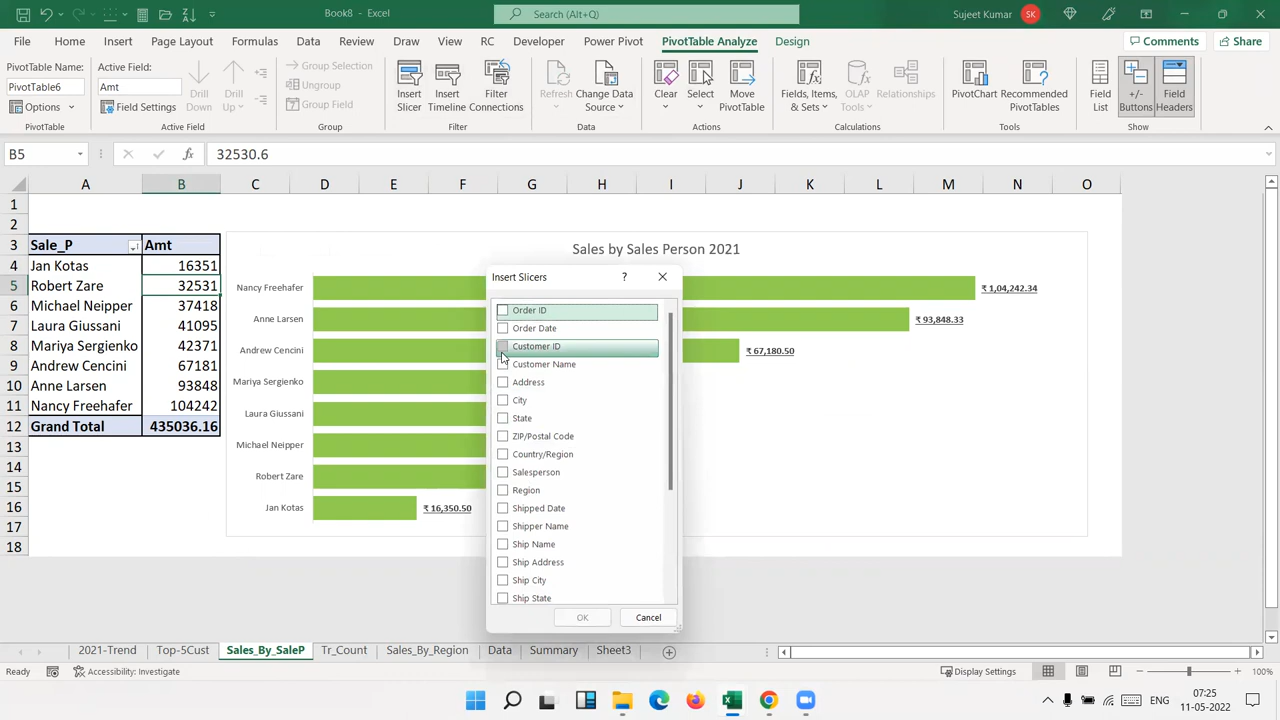 Book8 - Excel
Search (Alt+F)
Sujeet Kumar SK
File Home Insert Page Layout Formulas Data Review Draw View RC Developer Power Pivot PivotTable Analyze Design Comments Share
PivotTable Name:
PivotTable6
Options
PivotTable
Active Field:
Amt
Field Settings
Drill Down
Drill Up
Active Field
Group Selection
Ungroup
Group Field
Group
Insert Slicer
Insert Timeline
Filter Connections
Filter
Refresh
Change Data Source
Data
Clear
Select
Move PivotTable
Actions
Fields, Items, & Sets
OLAP Tools
Relationships
Calculations
PivotChart
Recommended PivotTables
Tools
Field List
+/- Buttons
Field Headers
Show
B5 fx 32530.6
A B C D E F G H I J K L M N O
1
2
3 Sale_P Amt
4 Jan Kotas 16351
5 Robert Zare 32531
6 Michael Neipper 37418
7 Laura Giussani 41095
8 Mariya Sergienko 42371
9 Andrew Cencini 67181
10 Anne Larsen 93848
11 Nancy Freehafer 104242
12 Grand Total 435036.16
13
14
15
16
17
18
Sales by Sales Person 2021
Nancy Freehafer ₹ 1,04,242.34
Anne Larsen ₹ 93,848.33
Andrew Cencini ₹ 67,180.50
Mariya Sergienko
Laura Giussani
Michael Neipper
Robert Zare
Jan Kotas ₹ 16,350.50
Insert Slicers ?
Order ID
Order Date
Customer ID
Customer Name
Address
City
State
ZIP/Postal Code
Country/Region
Salesperson
Region
Shipped Date
Shipper Name
Ship Name
Ship Address
Ship City
Ship State
OK Cancel
2021-Trend Top-5Cust Sales_By_SaleP Tr_Count Sales_By_Region Data Summary Sheet3
Ready Accessibility: Investigate Display Settings 100%
ENG 07:25
11-05-2022